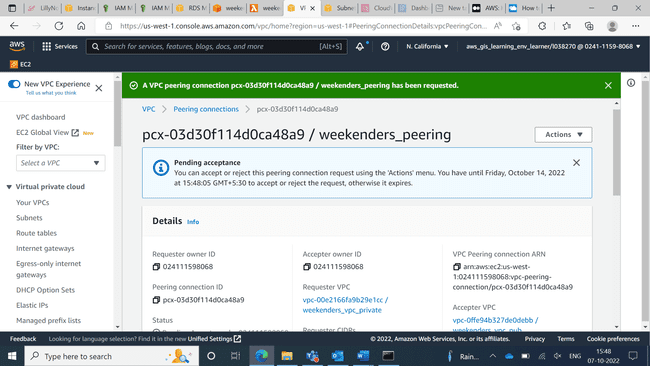 LillyN
Instan
IAM M
IAM M
RDS M
weeke
weeke
VP
Subne
RDS M
Cloud
Dashb
New t
AWS:
How t
https://us-west-1.console.aws.amazon.com/vpc/home?region=us-west-1#PeeringConnectionDetails:vpcPeeringCon...
aws
Services
Search for services, features, blogs, docs, and more
[Alt+S]
N. California
aws_gis_learning_env_learner/l038270 @ 0241-1159-8068
EC2
New VPC Experience
Tell us what you think
VPC dashboard
EC2 Global View
New
Filter by VPC:
Select a VPC
Virtual private cloud
Your VPCs
Subnets
Route tables
Internet gateways
Egress-only internet
gateways
DHCP Option Sets
Elastic IPs
Managed prefix lists
A VPC peering connection pcx-03d30f114d0ca48a9 / weekenders_peering has been requested.
VPC
Peering connections
pcx-03d30f114d0ca48a9
pcx-03d30f114d0ca48a9 / weekenders_peering
Actions
Pending acceptance
You can accept or reject this peering connection request using the 'Actions' menu. You have until Friday, October 14, 2022
at 15:48:05 GMT+5:30 to accept or reject the request, otherwise it expires.
Details
Info
Requester owner ID
024111598068
Peering connection ID
pcx-03d30f114d0ca48a9
Status
Accepter owner ID
024111598068
Requester VPC
vpc-00e2166fa9b29e1cc /
weekenders_vpc_private
Requester CIDRs
VPC Peering connection ARN
arn:aws:ec2:us-west-
1:024111598068:vpc-peering-
connection/pcx-03d30f114d0ca48a9
Accepter VPC
vpc-0ffe94b327de0debb /
weekenders_vpc_pub
Feedback
Looking for language selection? Find it in the new Unified Settings
© 2022, Amazon Web Services, Inc. or its affiliates.
Privacy
Terms
Cookie preferences
Type here to search
Rain...
ENG
15:48
07-10-2022